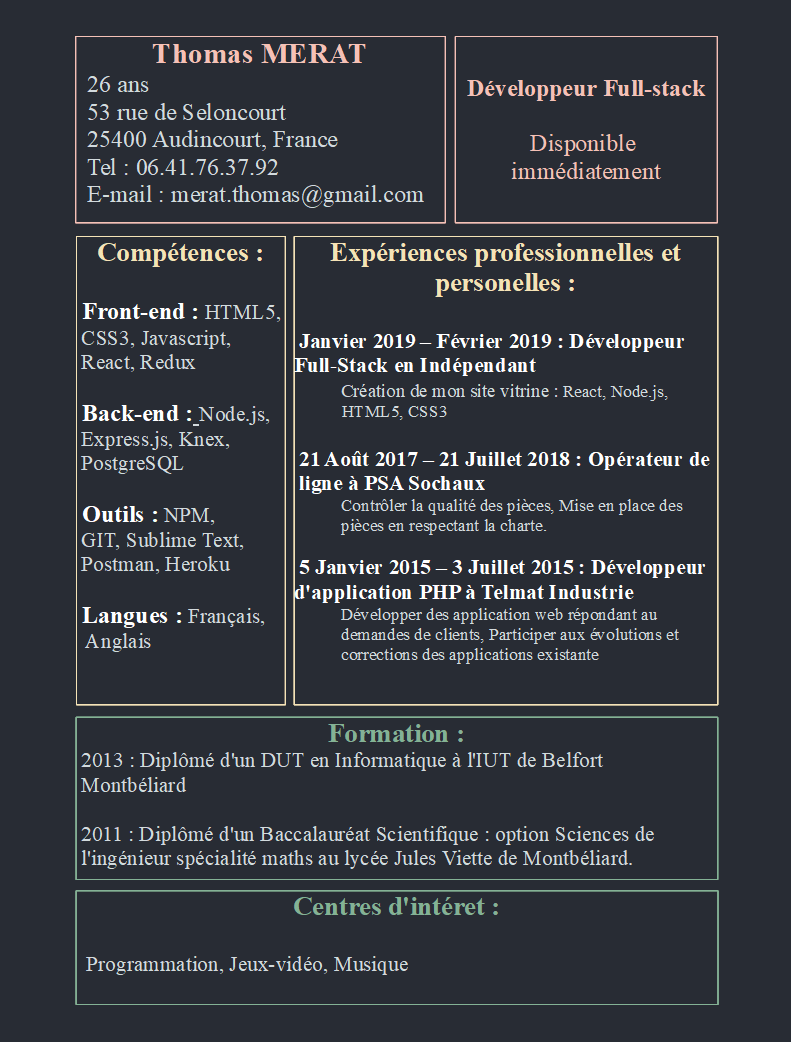 Thomas MERAT
26 ans
53 rue de Seloncourt
25400 Audincourt, France
Tel : 06.41.76.37.92
E-mail : merat.thomas@gmail.com
Développeur Full-stack
Disponible
immédiatement
Compétences :
Front-end : HTML5,
CSS3, Javascript,
React, Redux
Back-end : Node.js,
Express.js, Knex,
PostgreSQL
Outils : NPM,
GIT, Sublime Text,
Postman, Heroku
Langues : Français,
Anglais
Expériences professionnelles et
personelles :
Janvier 2019 – Février 2019 : Développeur
Full-Stack en Indépendant
Création de mon site vitrine : React, Node.js,
HTML5, CSS3
21 Août 2017 – 21 Juillet 2018 : Opérateur de
ligne à PSA Sochaux
Contrôler la qualité des pièces, Mise en place des
pièces en respectant la charte.
5 Janvier 2015 – 3 Juillet 2015 : Développeur
d'application PHP à Telmat Industrie
Développer des application web répondant au
demandes de clients, Participer aux évolutions et
corrections des applications existante
Formation :
2013 : Diplômé d'un DUT en Informatique à l'IUT de Belfort
Montbéliard
2011 : Diplômé d'un Baccalauréat Scientifique : option Sciences de
l'ingénieur spécialité maths au lycée Jules Viette de Montbéliard.
Centres d'intéret :
Programmation, Jeux-vidéo, Musique